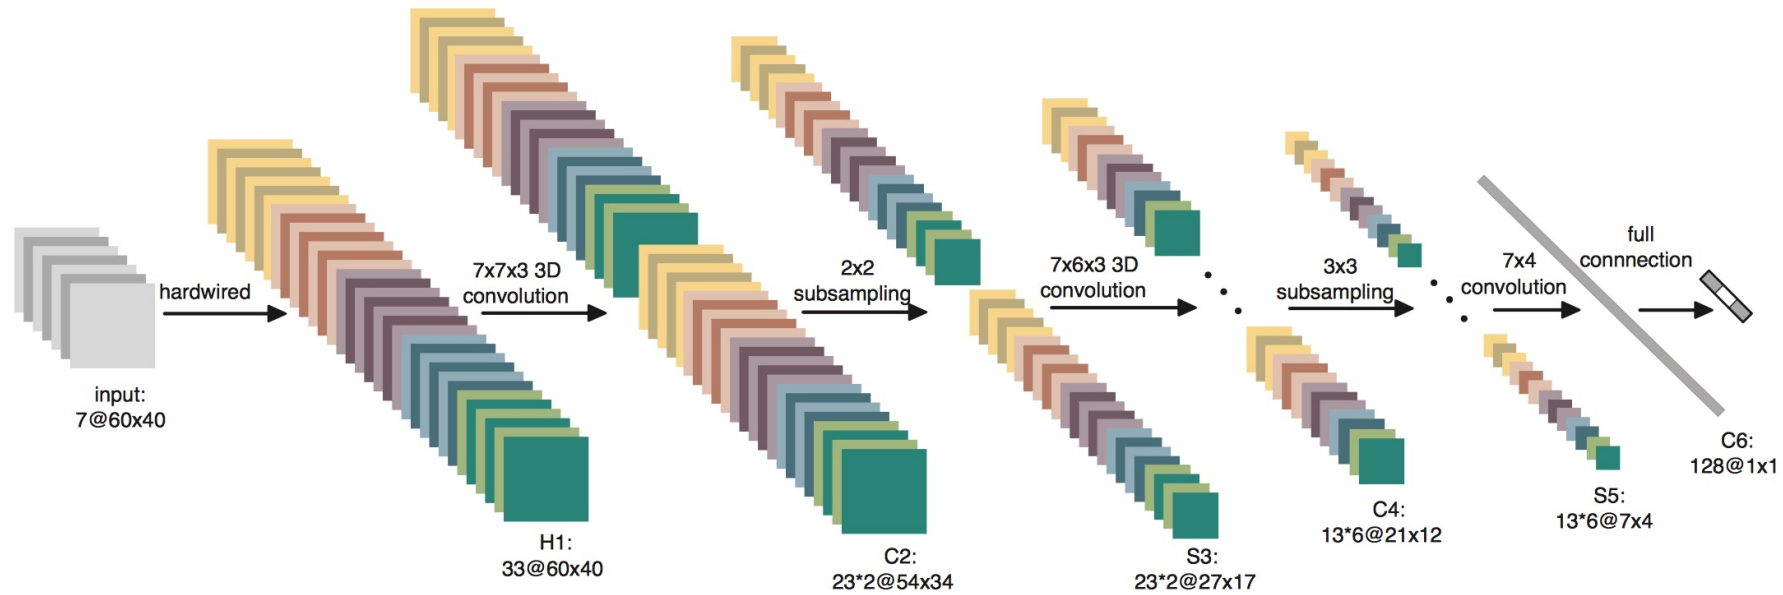 input:
7@60x40
hardwired
H1:
33@60x40
7x7x3 3D
convolution
C2:
23*2@54x34
2x2
subsampling
S3:
23*2@27x17
7x6x3 3D
convolution
C4:
13*6@21x12
3x3
subsampling
S5:
13*6@7x4
7x4
convolution
C6:
128@1x1
full
connnection